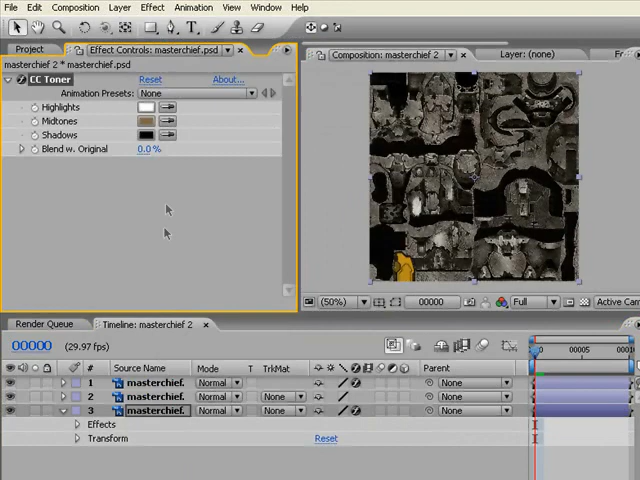 File Edit Composition Layer Effect Animation View Window Help
Project Effect Controls: masterchief.psd
masterchief 2 * masterchief.psd
CC Toner Reset About...
Animation Presets: None
Highlights
Midtones
Shadows
Blend w. Original 0.0 %
Composition: masterchief 2 Layer: (none)
(50%) 00000 Full Active Cam
Render Queue Timeline: masterchief 2
00000 (29.97 fps)
# Source Name Mode T TrkMat Parent
00005
1 masterchief. Normal None
2 masterchief. Normal None None
3 masterchief. Normal None None
Effects
Transform Reset